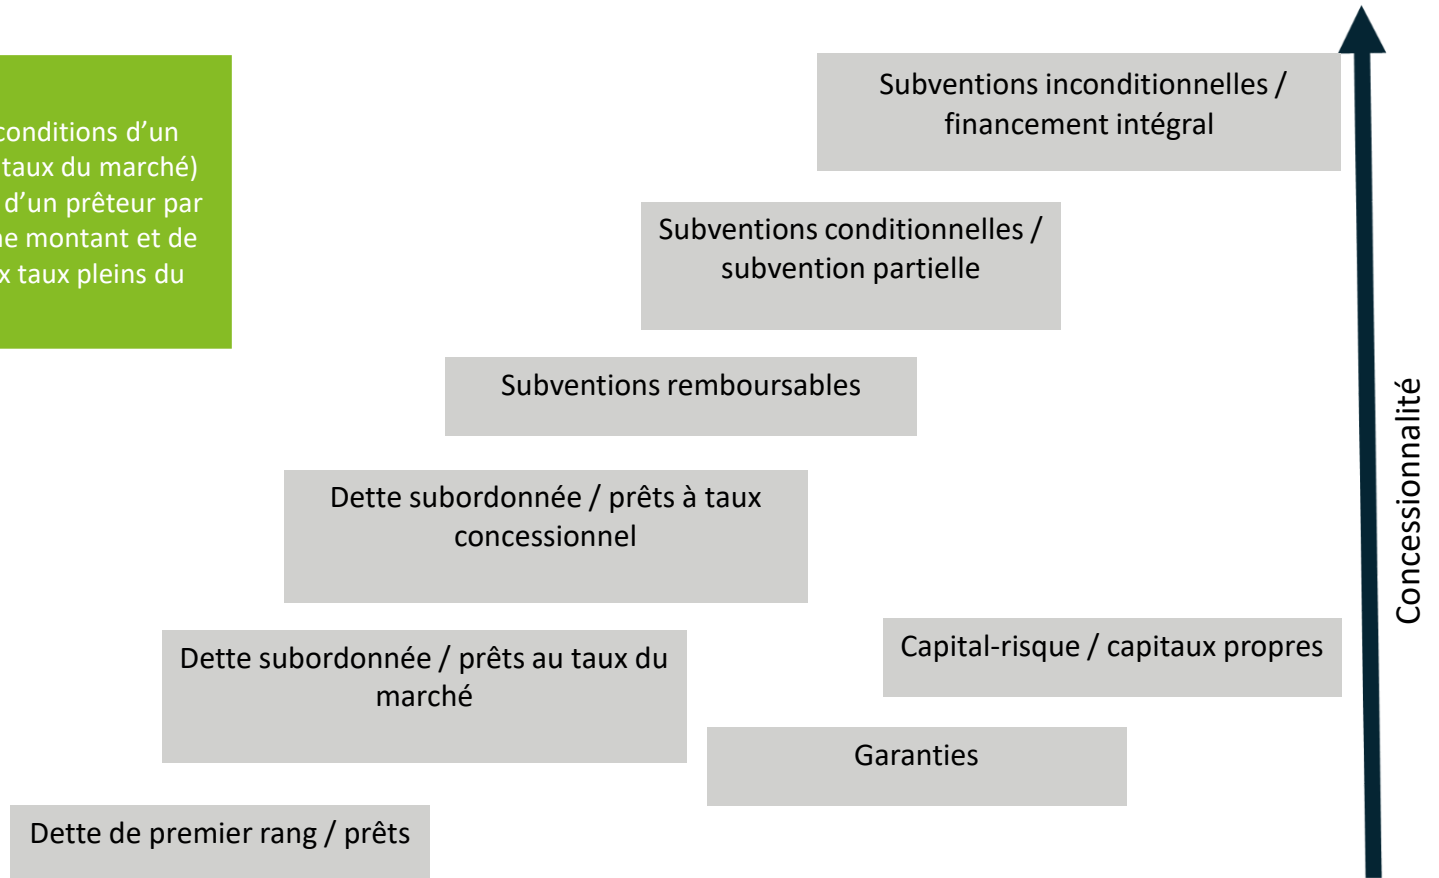 conditions d’un
taux du marché)
d’un prêteur par
montant et de
taux pleins du
Subventions inconditionnelles /
financement intégral
Subventions conditionnelles /
subvention partielle
Subventions remboursables
Dette subordonnée / prêts à taux
concessionnel
Dette subordonnée / prêts au taux du
marché
Capital-risque / capitaux propres
Garanties
Dette de premier rang / prêts
Concessionnalité